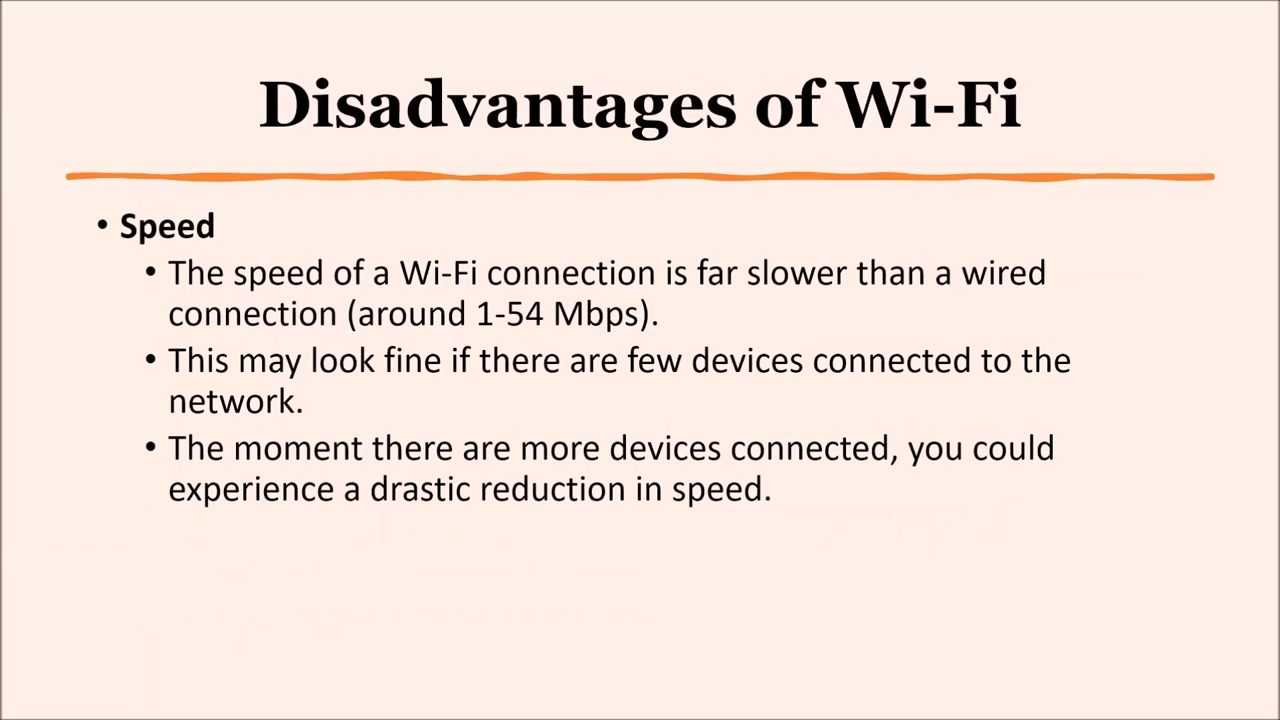 Disadvantages of Wi-Fi
• Speed
• The speed of a Wi-Fi connection is far slower than a wired
connection (around 1-54 Mbps).
• This may look fine if there are few devices connected to the
network.
• The moment there are more devices connected, you could
experience a drastic reduction in speed.